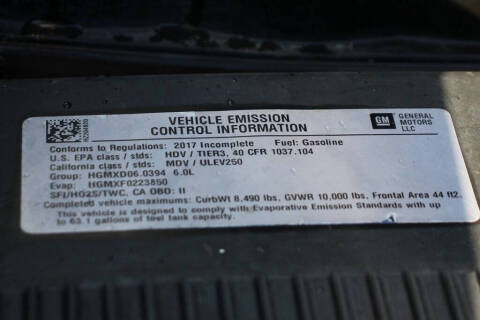 VEHICLE EMISSION
CONTROL INFORMATION
GM
GENERAL
MOTORS
LLC
Conforms to Regulations: 2017 Incomplete Fuel: Gasoline
U.S. EPA class / stds: HDV / TIER3, 40 CFR 1037.104
California class / stds: MDV / ULEV250
Group: HGMXD06.0394 6.0L
Evap: HGMXF0223850
SFI/HO2S/TWC, CA OBD: II
Completed vehicle maximums: CurbWt 8,490 lbs, GVWR 10,000 lbs, Frontal Area 44 ft2.
This vehicle is designed to comply with Evaporative Emission Standards with up
to 63.1 gallons of fuel tank capacity.